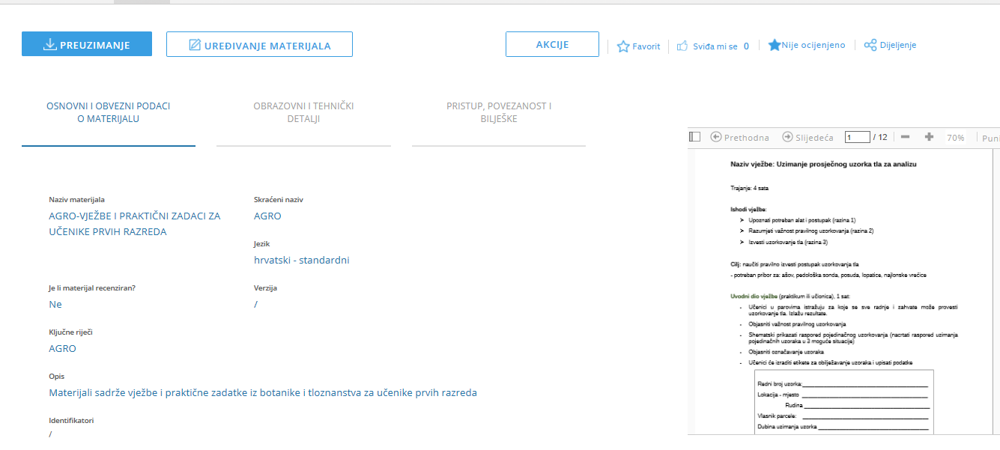 PREUZIMANJE
UREĐIVANJE MATERIJALA
AKCIJE
Favorit
Sviđa mi se 0
Nije ocijenjeno
Dijeljenje
OSNOVNI I OBVEZNI PODACI
O MATERIJALU
OBRAZOVNI I TEHNIČKI
DETALJI
PRISTUP, POVEZANOST I
BILJEŠKE
Naziv materijala
AGRO-VJEŽBE I PRAKTIČNI ZADACI ZA
UČENIKE PRVIH RAZREDA
Skraćeni naziv
AGRO
Jezik
hrvatski - standardni
Je li materijal recenziran?
Ne
Verzija
/
Ključne riječi
AGRO
Opis
Materijali sadrže vježbe i praktične zadatke iz botanike i tloznanstva za učenike prvih razreda
Identifikatori
/
Prethodna
Slijedeća
1 / 12
70%
Naziv vježbe: Uzimanje prosječnog uzorka tla za analizu
Trajanje: 4 sata
Ishodi vježbe:
➤ Upoznati potreban alat i postupak (razina 1)
➤ Razumjeti važnost pravilnog uzorkovanja (razina 2)
➤ Izvesti uzorkovanje tla (razina 3)
Cilj: naučiti pravilno izvesti postupak uzorkovanja tla
- potreban pribor za: ašov, pedološka sonda, posuda, lopatice, najlonske vrećice
Uvodni dio vježbe (praktikum ili učionica), 1 sat:
- Učenici u parovima istražuju za koje se sve radnje i zahvate može provesti
uzorkovanje tla. Izlažu rezultate.
- Objasniti važnost pravilnog uzorkovanja
- Shematski prikazati raspored pojedinačnog uzorkovanja (nacrtati raspored uzimanja
pojedinačnih uzoraka u 3 moguće situacije)
- Objasniti označavanje uzoraka
- Učenici će izraditi etikete za obilježavanje uzoraka i upisati podatke
Redni broj uzorka:
Lokacija - mjesto
Rudina
Vlasnik parcele:
Dubina uzimanja uzorka